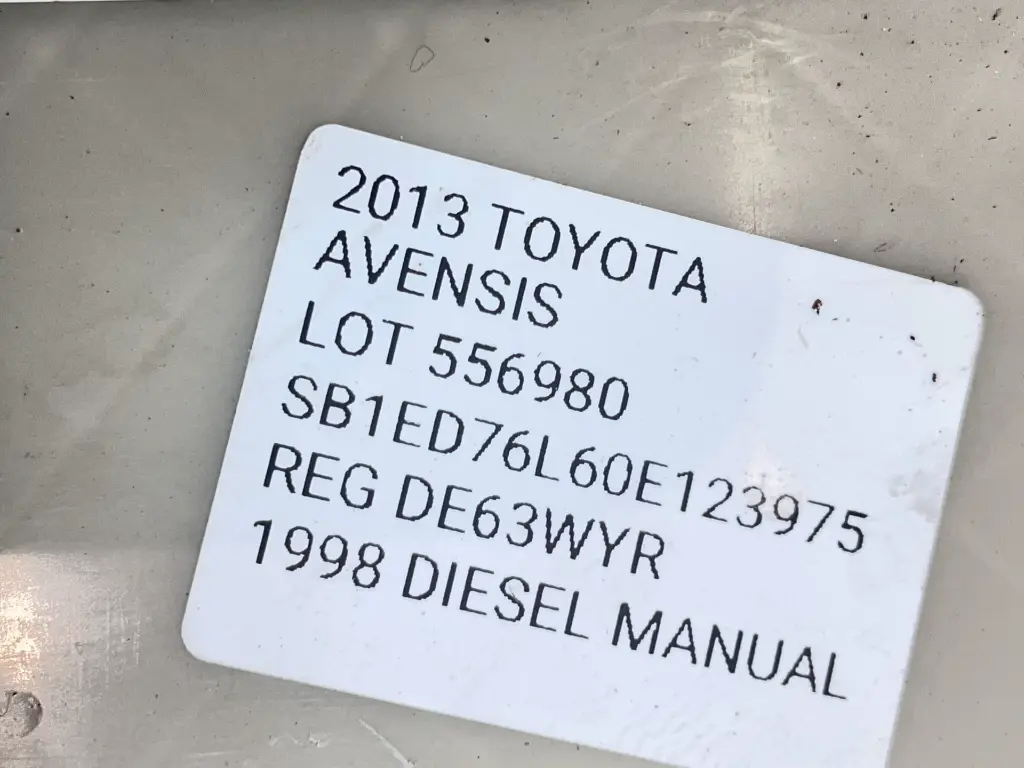 2013 TOYOTA
AVENSIS
LOT 556980
SB1ED76L60E123975
REG DE63WYR
1998 DIESEL MANUAL